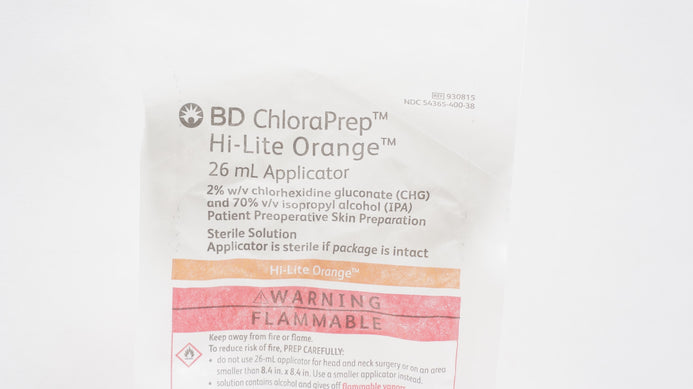 REF 930815
NDC 54365-400-38
BD ChloraPrep™
Hi-Lite Orange™
26 mL Applicator
2% w/v chlorhexidine gluconate (CHG)
and 70% v/v isopropyl alcohol (IPA)
Patient Preoperative Skin Preparation
Sterile Solution
Applicator is sterile if package is intact
Hi-Lite Orange™
⚠WARNING
FLAMMABLE
Keep away from fire or flame.
To reduce risk of fire, PREP CAREFULLY:
• do not use 26-mL applicator for head and neck surgery or on an area
smaller than 8.4 in. x 8.4 in. Use a smaller applicator instead.
• solution contains alcohol and gives off flammable vapors